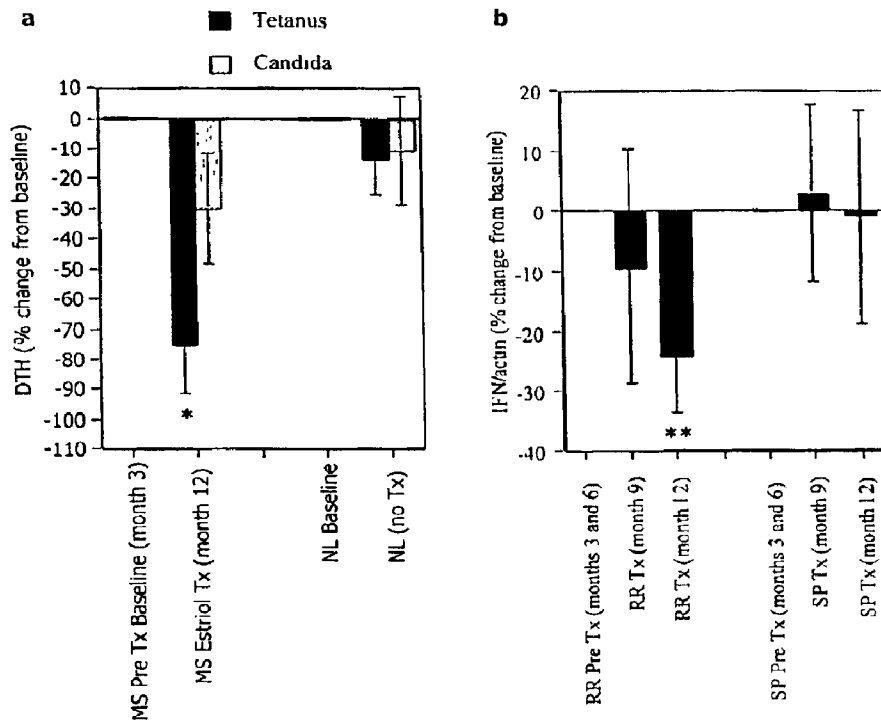 a
Tetanus
Candida
DTH (% change from baseline)
10
0
-10
-20
-30
-40
-50
-60
-70
-80
-90
-100
-110
*
MS Pre Tx Baseline (month 3)
MS Estriol Tx (month 12)
NL Baseline
NL (no Tx)
b
IFN/actin (% change from baseline)
20
10
0
-10
-20
-30
-40
**
RR Pre Tx (months 3 and 6)
RR Tx (month 9)
RR Tx (month 12)
SP Pre Tx (months 3 and 6)
SP Tx (month 9)
SP Tx (month 12)